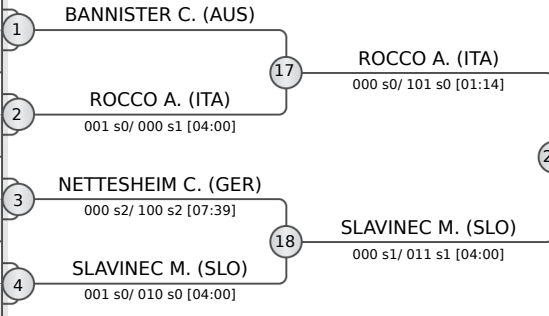 BANNISTER C. (AUS)
1
17
ROCCO A. (ITA)
000 s0/ 101 s0 [01:14]
ROCCO A. (ITA)
2
001 s0/ 000 s1 [04:00]
2
NETTESHEIM C. (GER)
3
000 s2/ 100 s2 [07:39]
18
SLAVINEC M. (SLO)
000 s1/ 011 s1 [04:00]
SLAVINEC M. (SLO)
4
001 s0/ 010 s0 [04:00]